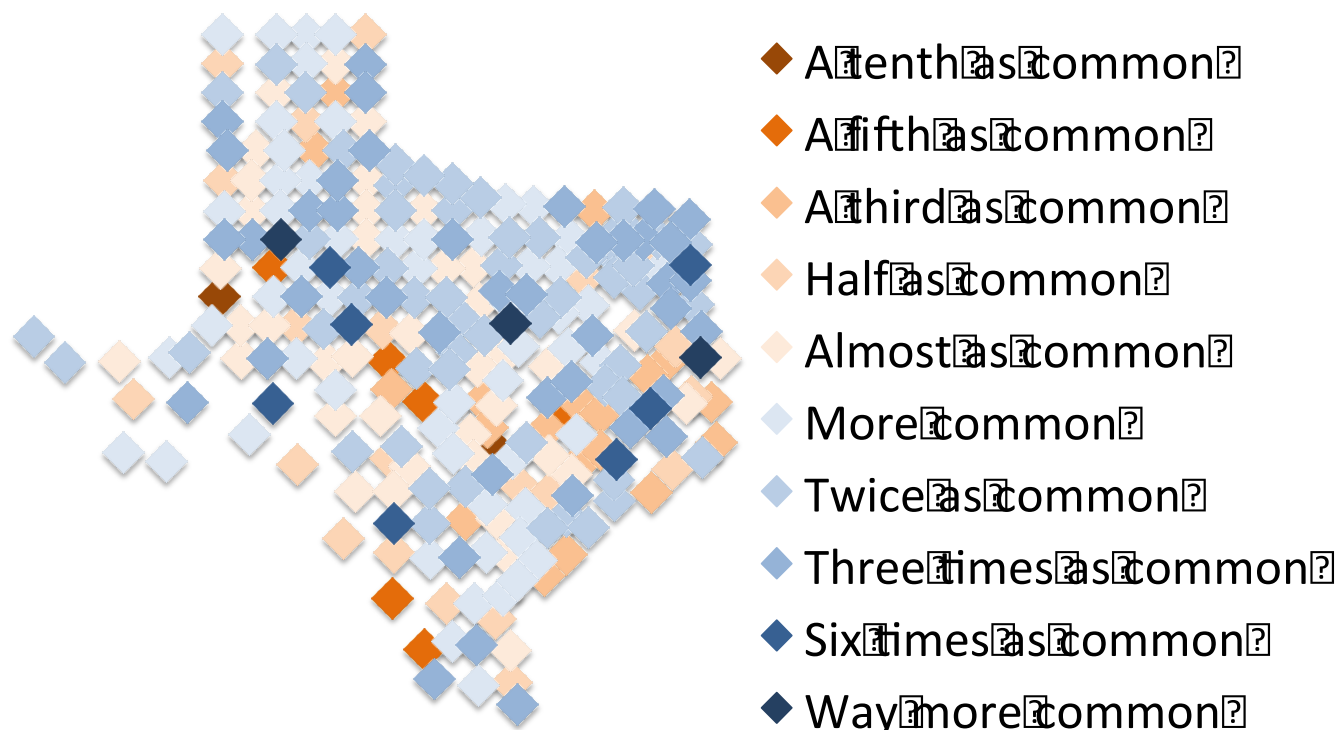 A⍰tenth⍰as⍰common⍰
A⍰fifth⍰as⍰common⍰
A⍰third⍰as⍰common⍰
Half⍰as⍰common⍰
Almost⍰as⍰common⍰
More⍰common⍰
Twice⍰as⍰common⍰
Three⍰times⍰as⍰common⍰
Six⍰times⍰as⍰common⍰
Way⍰more⍰common⍰